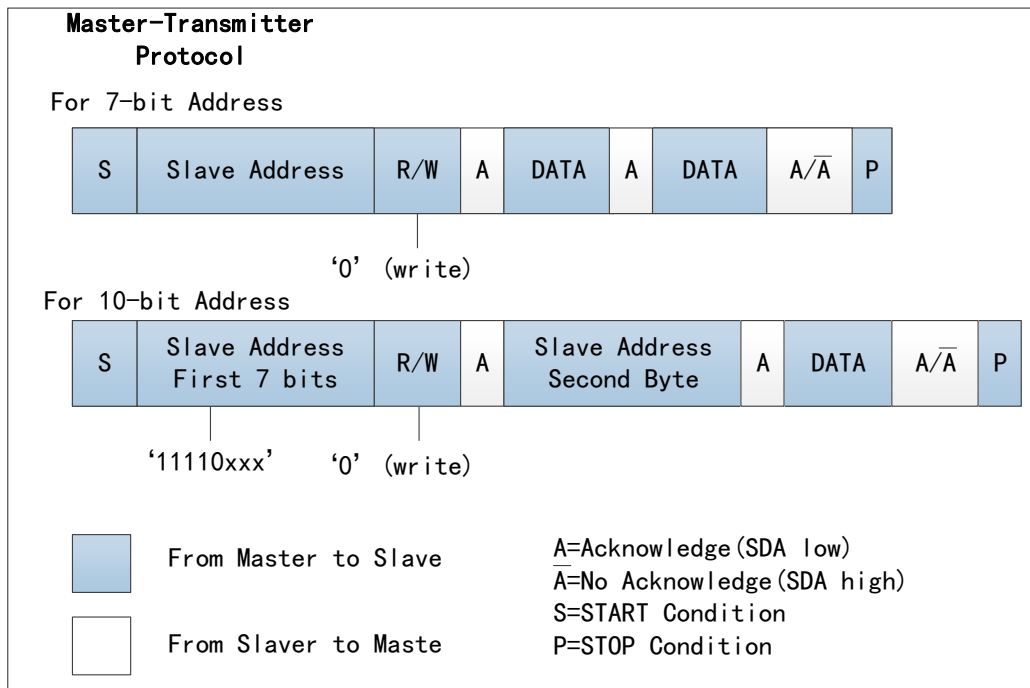 Master-Transmitter
Protocol
For 7-bit Address
S Slave Address R/W A DATA A DATA A/A̅ P
‘0’ (write)
For 10-bit Address
S Slave Address First 7 bits R/W A Slave Address Second Byte A DATA A/A̅ P
‘11110xxx’ ‘0’ (write)
From Master to Slave
From Slaver to Maste
A=Acknowledge(SDA low)
A̅=No Acknowledge(SDA high)
S=START Condition
P=STOP Condition